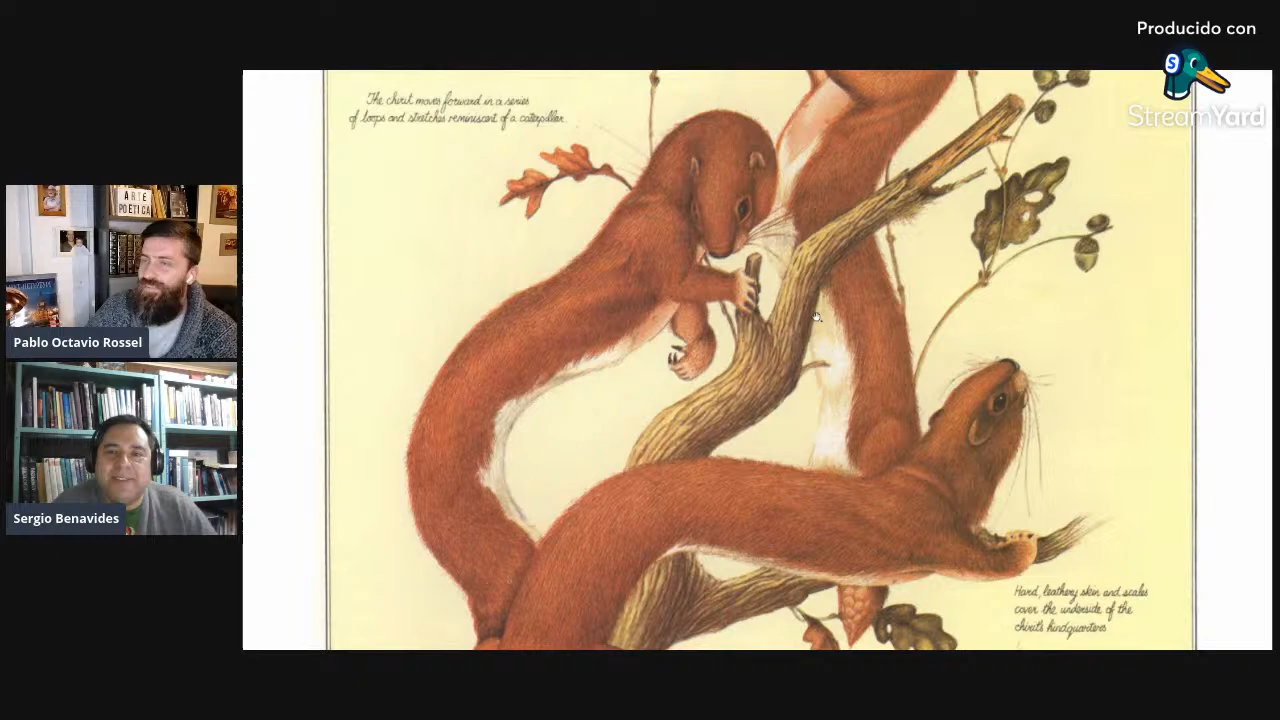 Producido con
StreamYard
The chirit moves forward in a series
of loops and stretches reminiscent of a caterpillar.
ARTE
POÉTICA
Pablo Octavio Rossel
Sergio Benavides
Hard, leathery skin and scales
cover the underside of the
chirit's hindquarters